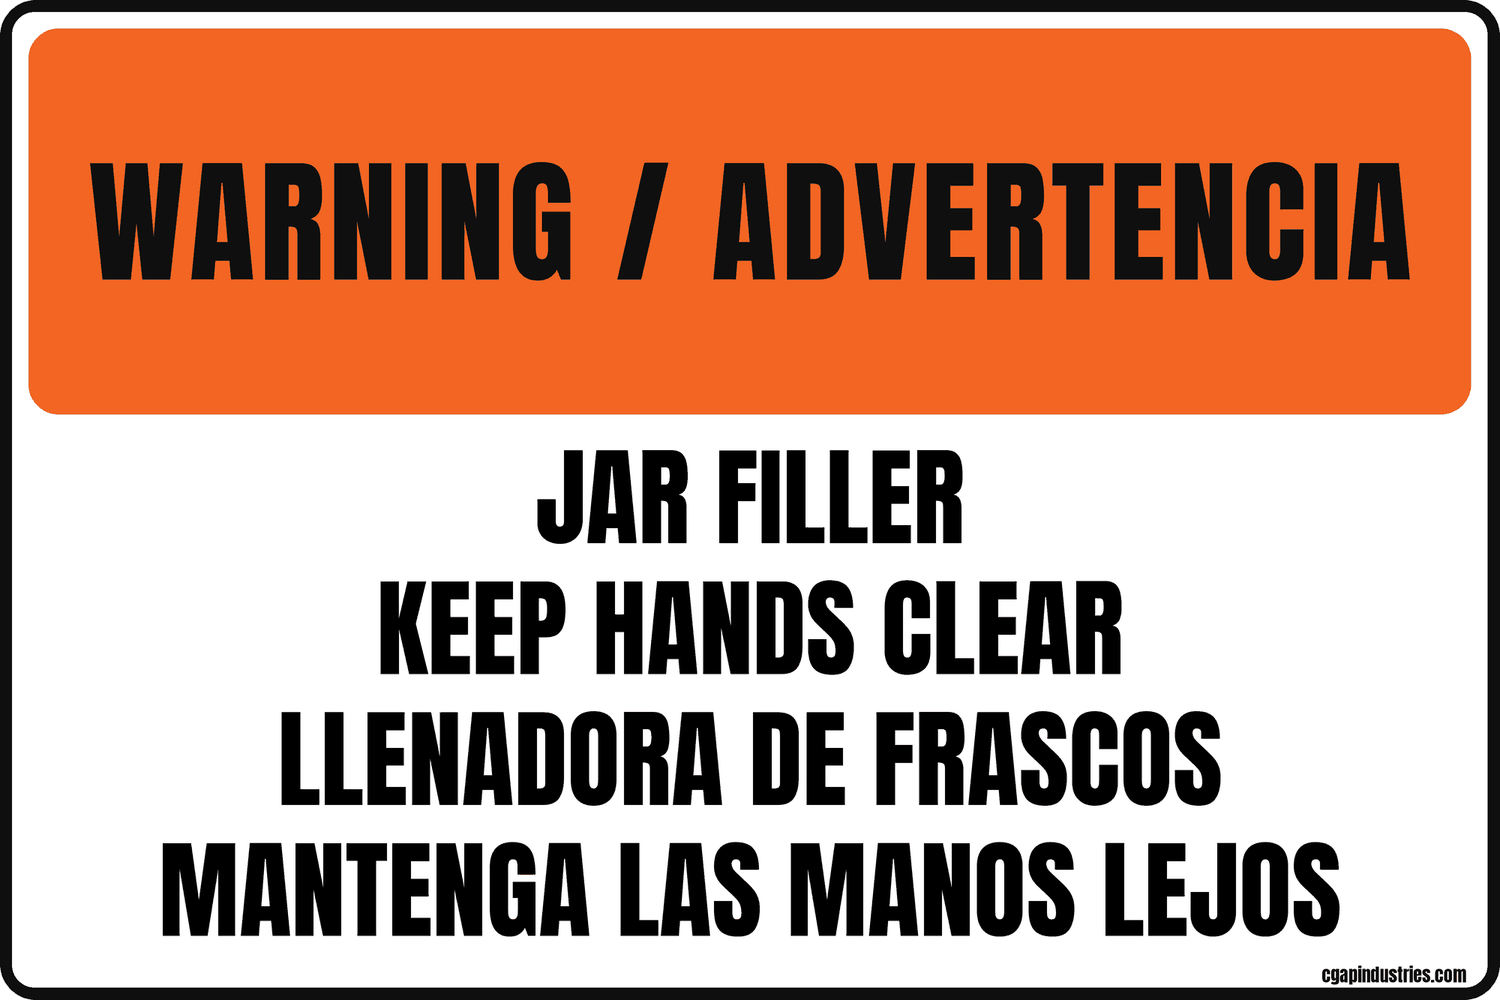 WARNING / ADVERTENCIA
JAR FILLER
KEEP HANDS CLEAR
LLENADORA DE FRASCOS
MANTENGA LAS MANOS LEJOS
cgapindustries.com